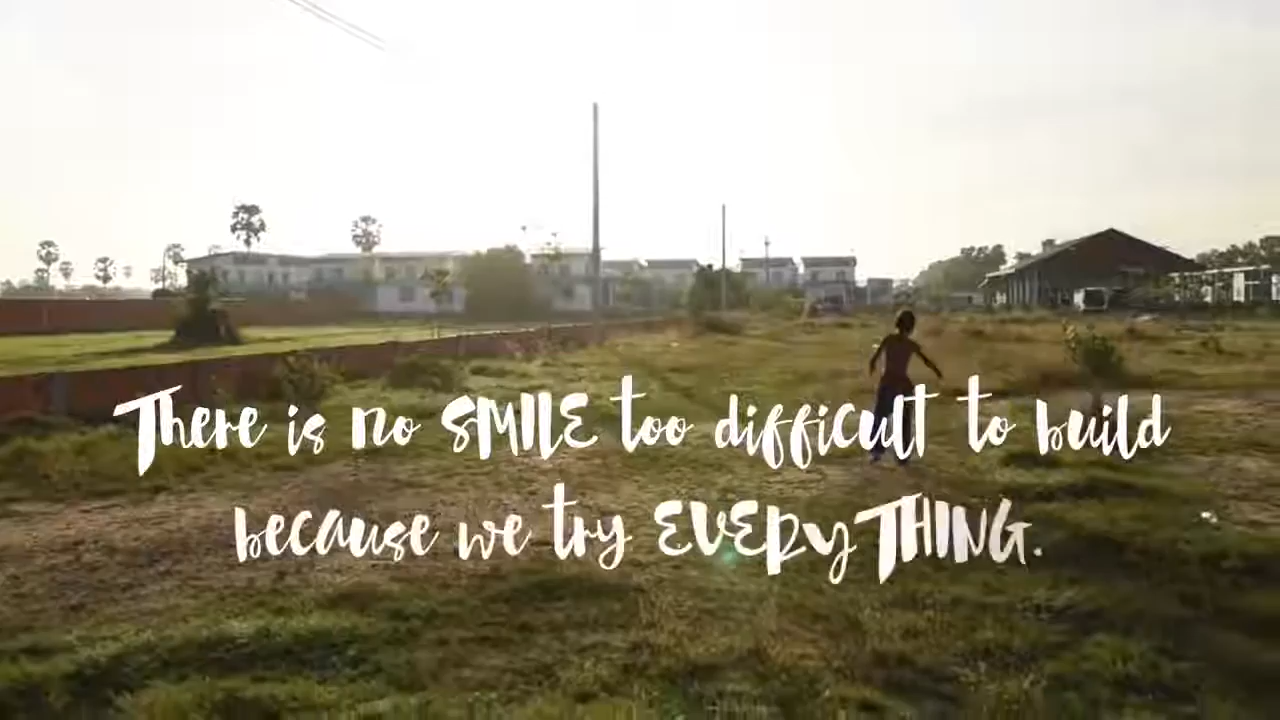 There is no SMILE too difficult to build
because we try EVERyTHING.